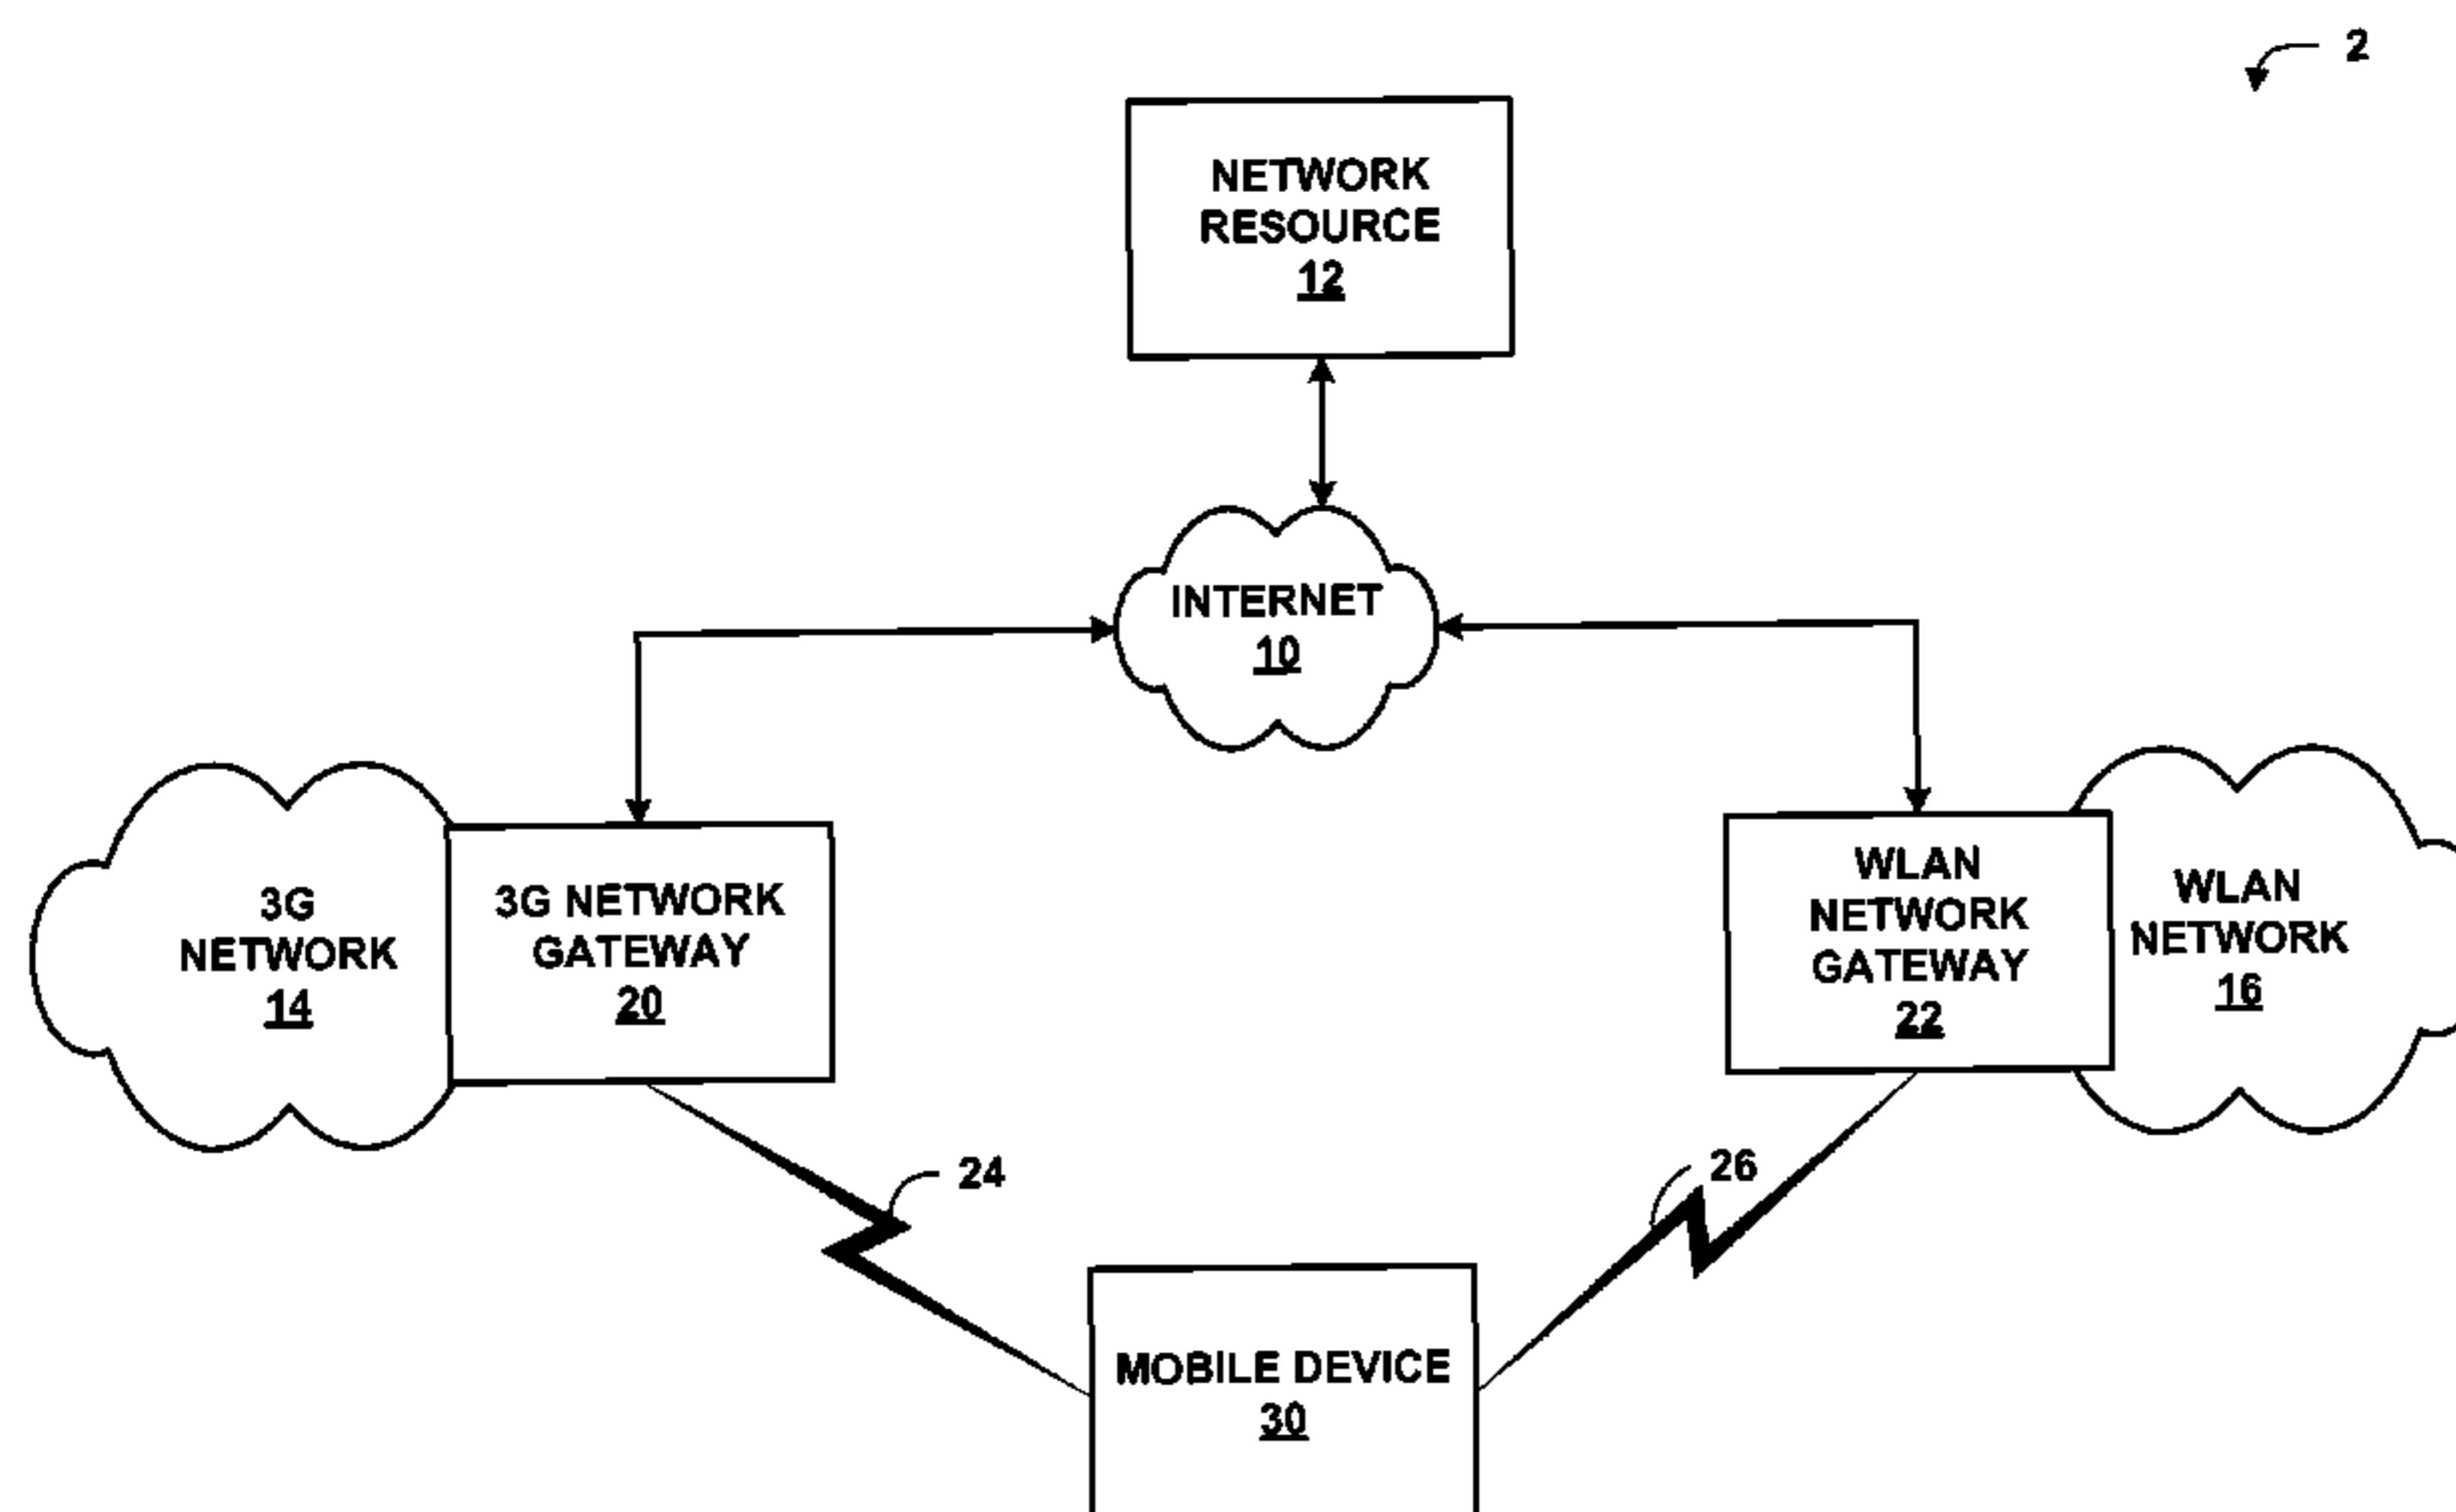 2
NETWORK
RESOURCE
12
INTERNET
10
3G
NETWORK
14
3G NETWORK
GATEWAY
20
WLAN
NETWORK
GATEWAY
22
WLAN
NETWORK
16
24
26
MOBILE DEVICE
30